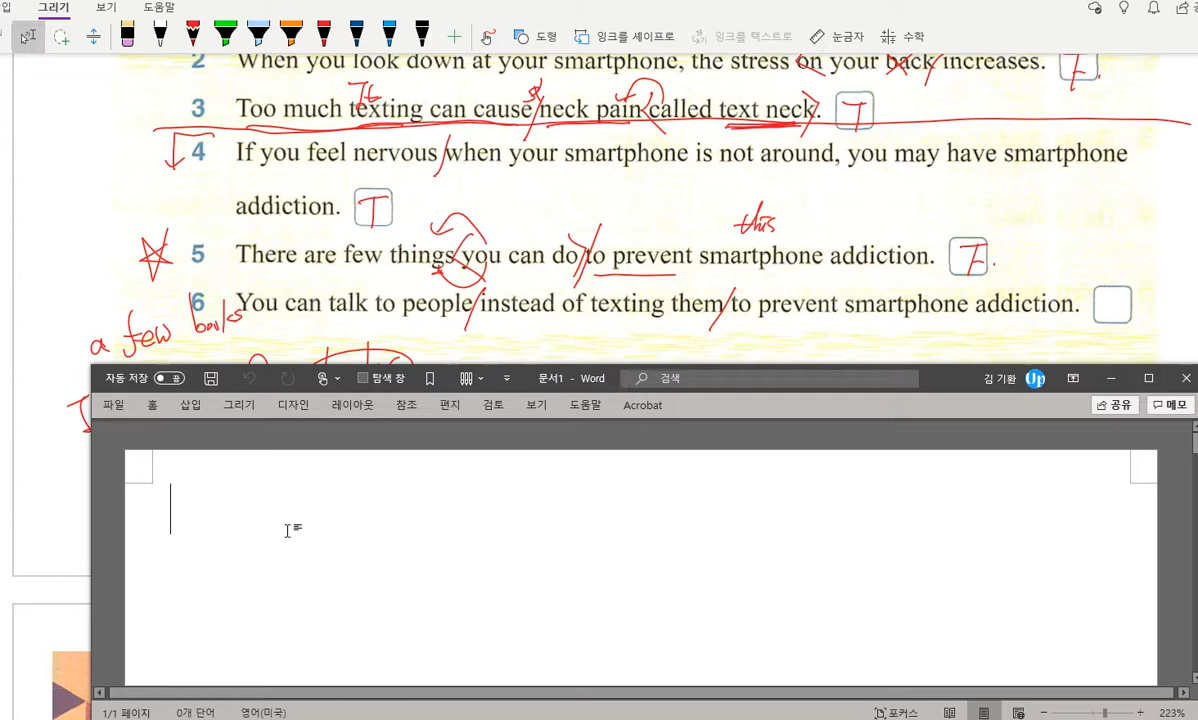 입 그리기 보기 도움말
도형 잉크를 셰이프로 잉크를 텍스트로 눈금자 수학
2 When you look down at your smartphone, the stress on your back increases. F.
It
3 Too much texting can cause neck pain called text neck. T
4 If you feel nervous when your smartphone is not around, you may have smartphone
addiction. T
this
5 There are few things you can do to prevent smartphone addiction. F.
6 You can talk to people instead of texting them to prevent smartphone addiction.
a few books
자동 저장 끔 탐색 창 문서1 - Word 검색 김 기환 Up
파일 홈 삽입 그리기 디자인 레이아웃 참조 편지 검토 보기 도움말 Acrobat 공유 메모
1/1 페이지 0개 단어 영어(미국) 포커스 223%